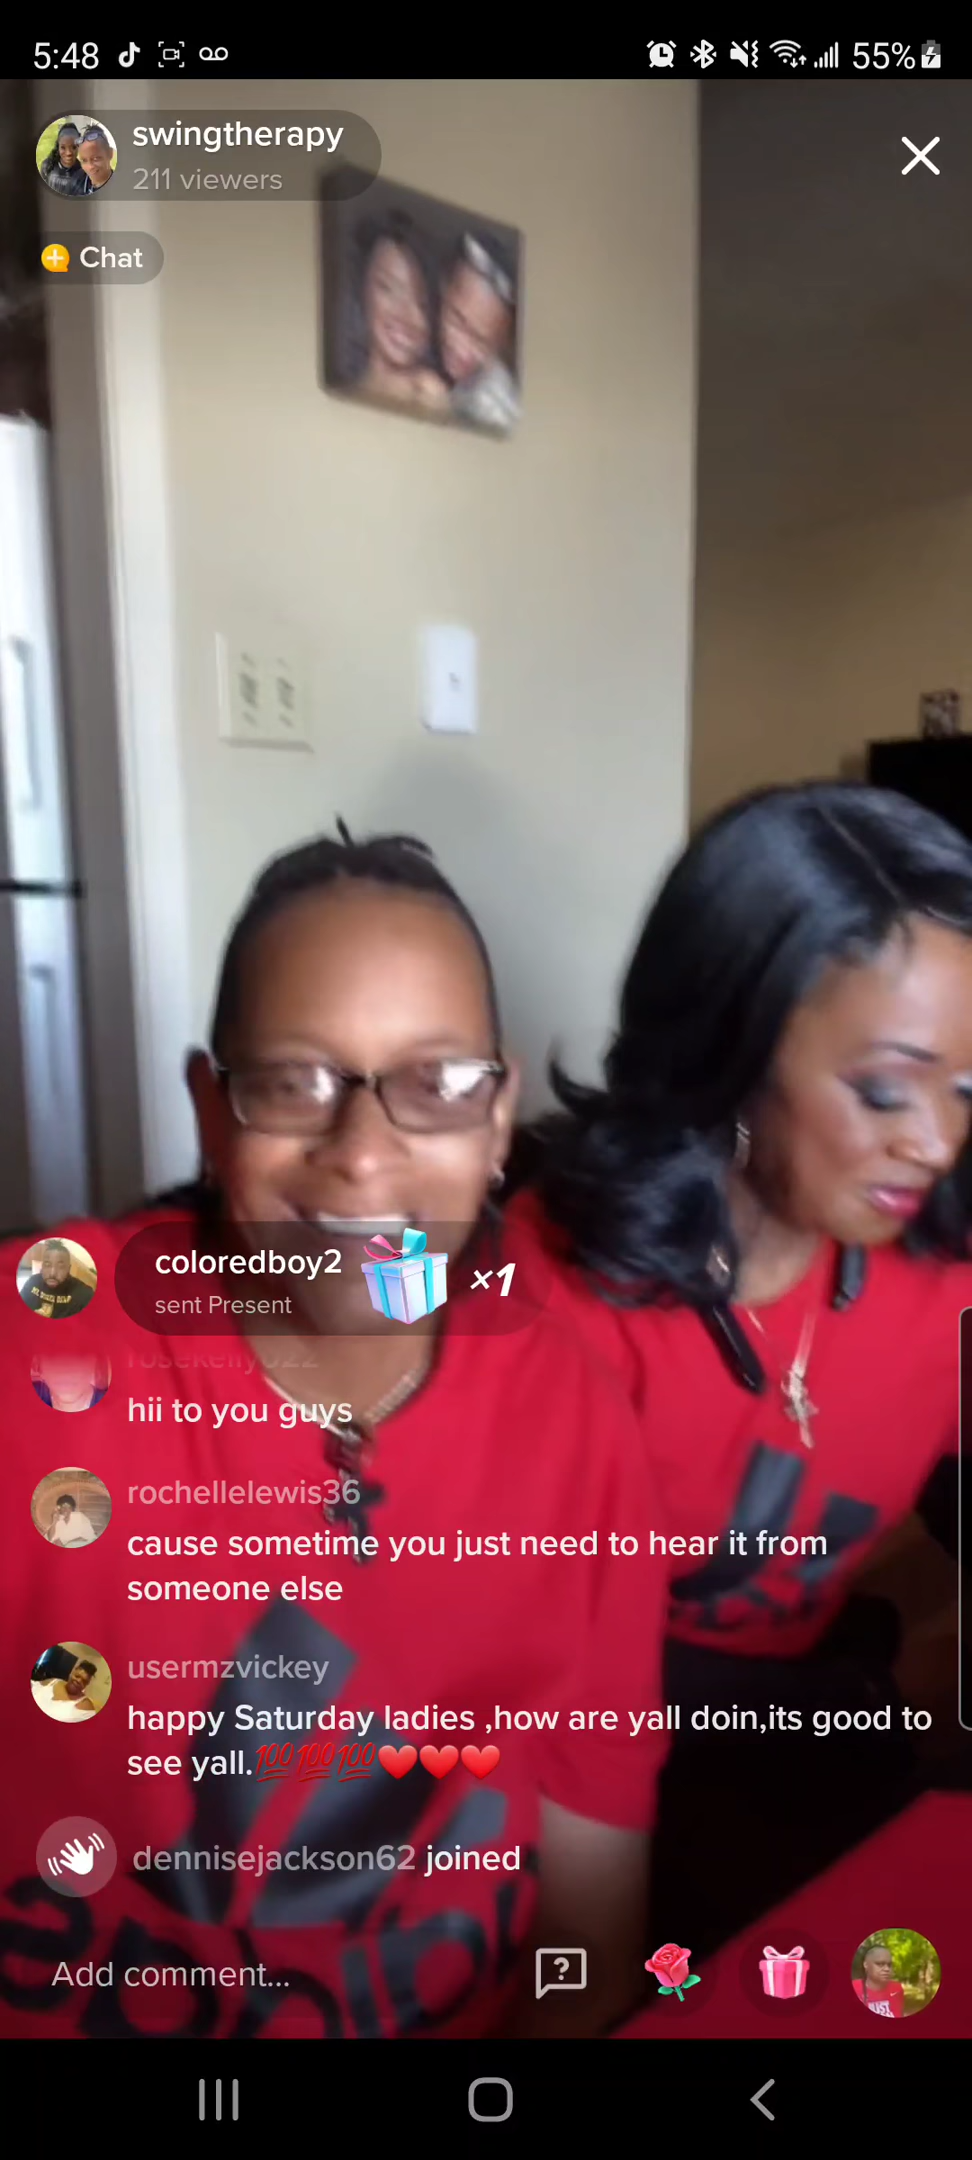 5:48
55%
swingtherapy
211 viewers
Chat
coloredboy2
sent Present
×1
hii to you guys
rochellelewis36
cause sometime you just need to hear it from
someone else
usermzvickey
happy Saturday ladies ,how are yall doin,its good to
see yall.💯💯💯❤️❤️❤️
dennisejackson62 joined
Add comment...